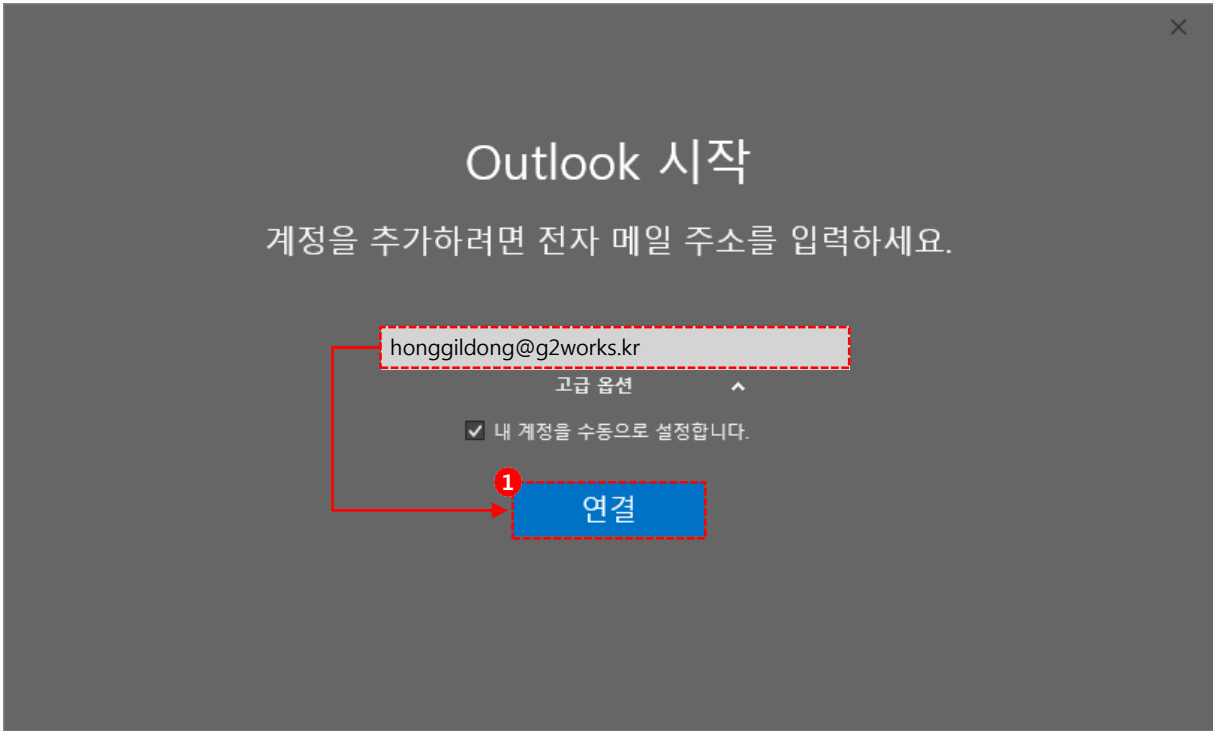 Outlook 시작
계정을 추가하려면 전자 메일 주소를 입력하세요.
honggildong@g2works.kr
고급 옵션
내 계정을 수동으로 설정합니다.
1
연결